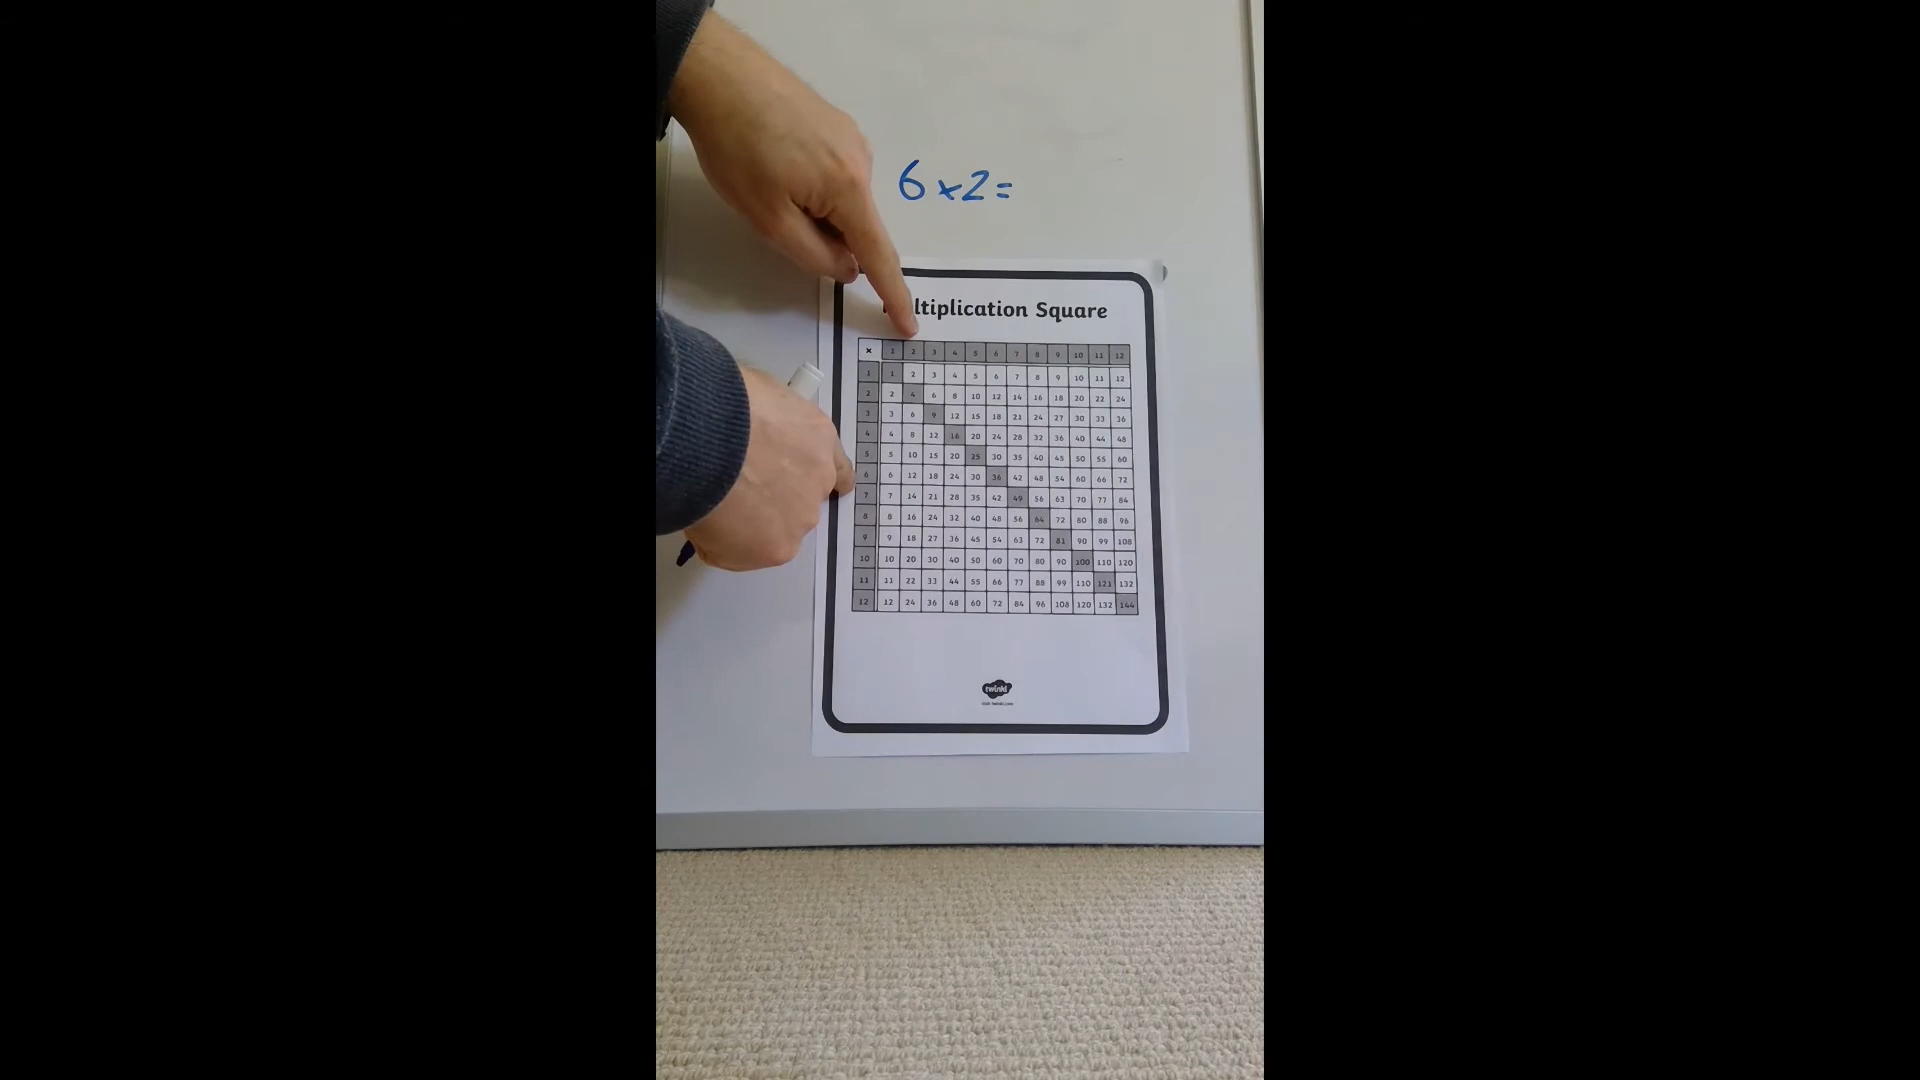 6 x 2 =
ltiplication Square
× 1 2 3 4 5 6 7 8 9 10 11 12
1 1 2 3 4 5 6 7 8 9 10 11 12
2 2 4 6 8 10 12 14 16 18 20 22 24
3 3 6 9 12 15 18 21 24 27 30 33 36
4 4 8 12 16 20 24 28 32 36 40 44 48
5 5 10 15 20 25 30 35 40 45 50 55 60
6 6 12 18 24 30 36 42 48 54 60 66 72
7 7 14 21 28 35 42 49 56 63 70 77 84
8 8 16 24 32 40 48 56 64 72 80 88 96
9 9 18 27 36 45 54 63 72 81 90 99 108
10 10 20 30 40 50 60 70 80 90 100 110 120
11 11 22 33 44 55 66 77 88 99 110 121 132
12 12 24 36 48 60 72 84 96 108 120 132 144
twinkl
visit twinkl.com